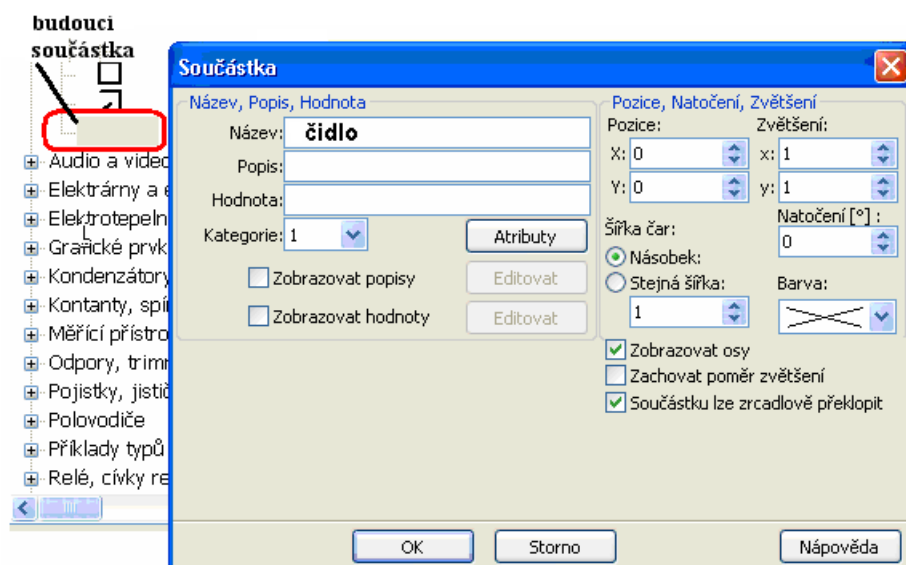 budouci
součástka
Součástka
Název, Popis, Hodnota
Název: čidlo
Popis:
Hodnota:
Kategorie: 1
Atributy
Zobrazovat popisy
Editovat
Zobrazovat hodnoty
Editovat
Pozice, Natočení, Zvětšení
Pozice: Zvětšení:
X: 0 x: 1
Y: 0 y: 1
Šířka čar: Natočení [°] :
0
Násobek:
Stejná šířka: Barva:
1
Zobrazovat osy
Zachovat poměr zvětšení
Součástku lze zrcadlově překlopit
Audio a video
Elektrárny a e
Elektrotepeln
Grafické prvk
Kondenzátory
Kontanty, spí
Měřící přístro
Odpory, trimr
Pojistky, jistič
Polovodiče
Příklady typů
Relé, cívky re
OK Storno Nápověda